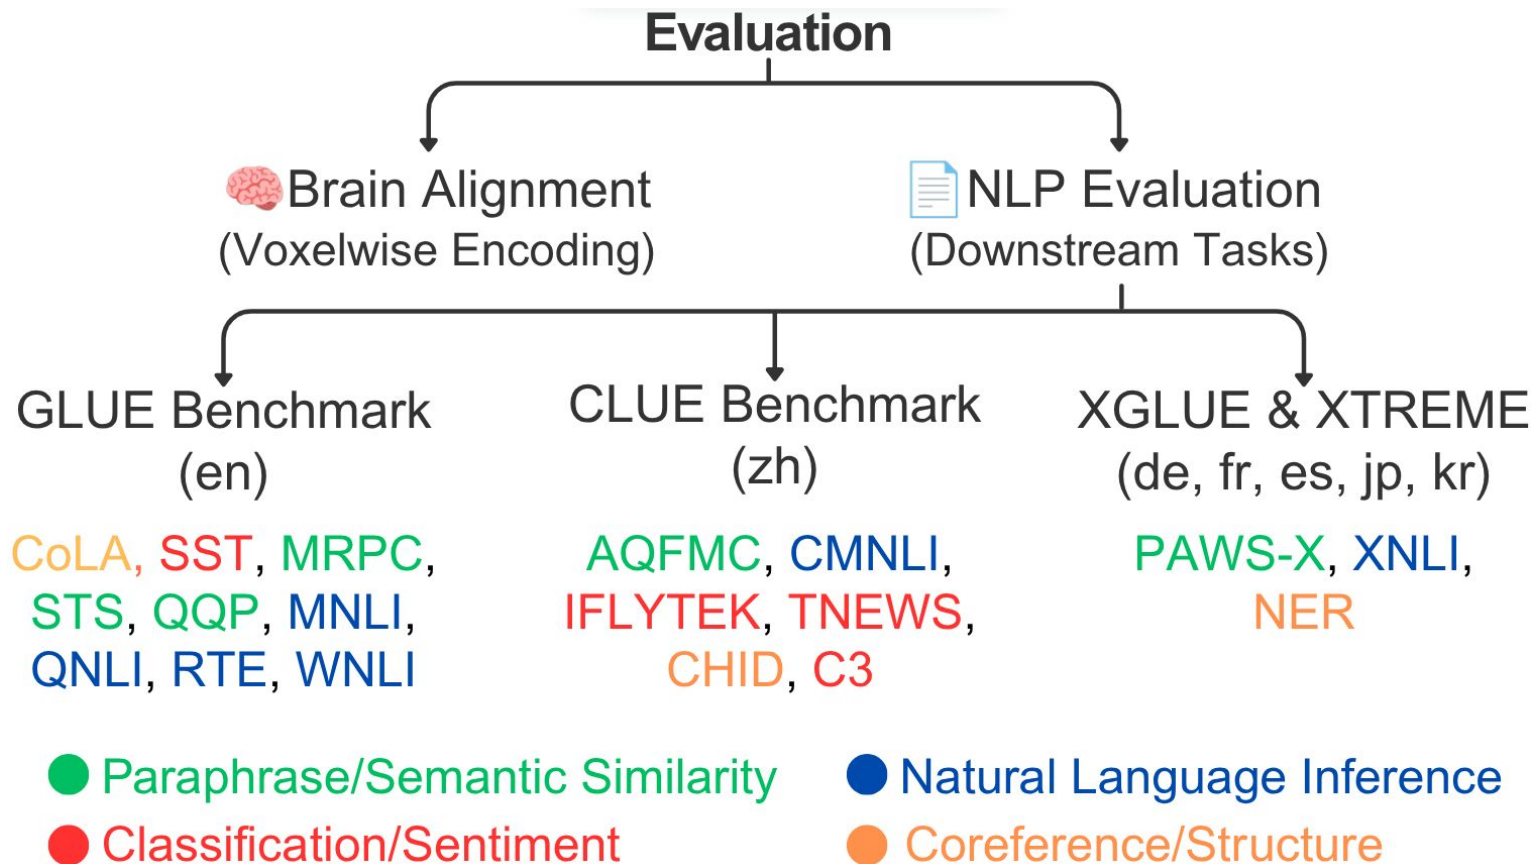 Evaluation
Brain Alignment
(Voxelwise Encoding)
NLP Evaluation
(Downstream Tasks)
GLUE Benchmark
(en)
CoLA, SST, MRPC,
STS, QQP, MNLI,
QNLI, RTE, WNLI
CLUE Benchmark
(zh)
AQFMC, CMNLI,
IFLYTEK, TNEWS,
CHID, C3
XGLUE & XTREME
(de, fr, es, jp, kr)
PAWS-X, XNLI,
NER
Paraphrase/Semantic Similarity
Natural Language Inference
Classification/Sentiment
Coreference/Structure